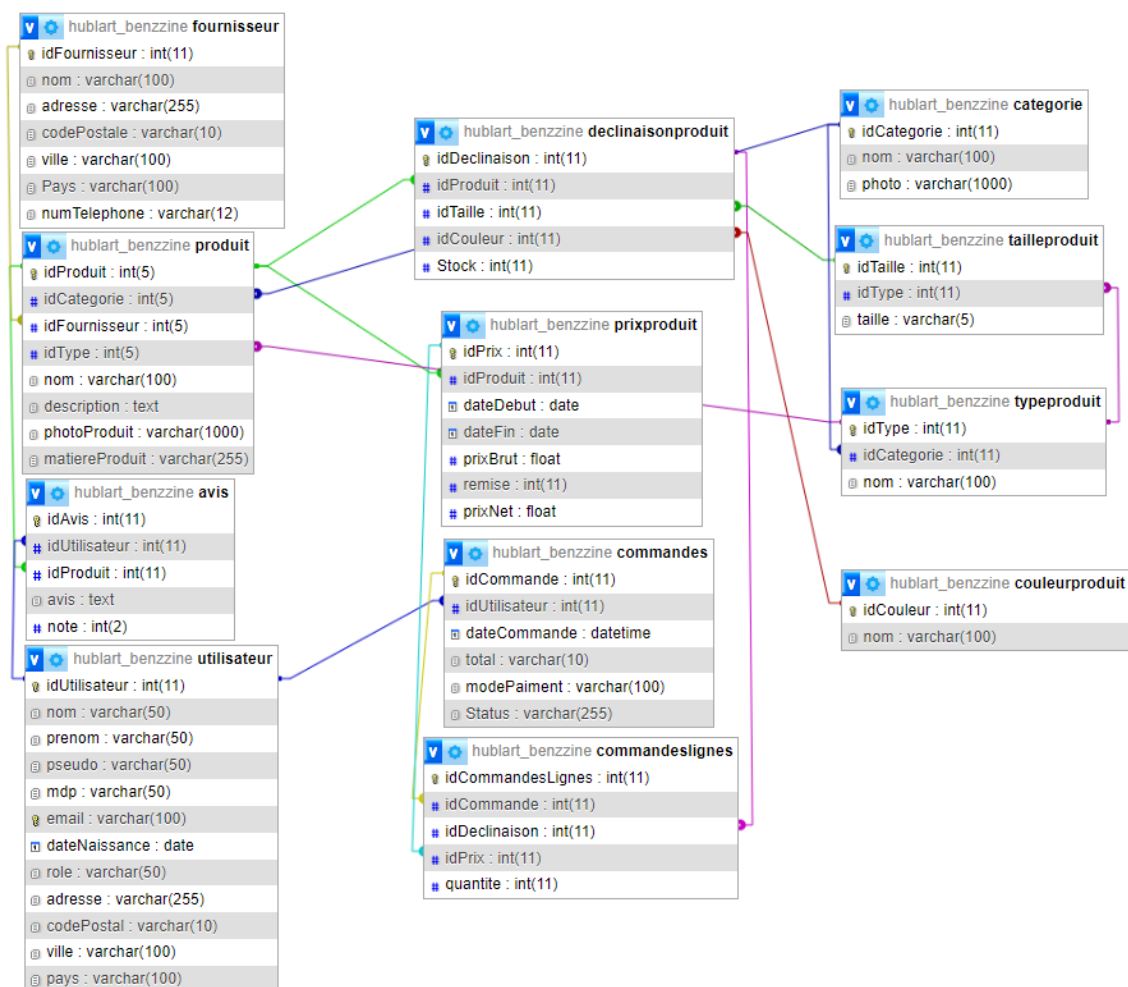 hublart_benzzine fournisseur
idFournisseur : int(11)
nom : varchar(100)
adresse : varchar(255)
codePostale : varchar(10)
ville : varchar(100)
Pays : varchar(100)
numTelephone : varchar(12)
hublart_benzzine produit
idProduit : int(5)
idCategorie : int(5)
idFournisseur : int(5)
idType : int(5)
nom : varchar(100)
description : text
photoProduit : varchar(1000)
matiereProduit : varchar(255)
hublart_benzzine avis
idAvis : int(11)
idUtilisateur : int(11)
idProduit : int(11)
avis : text
note : int(2)
hublart_benzzine utilisateur
idUtilisateur : int(11)
nom : varchar(50)
prenom : varchar(50)
pseudo : varchar(50)
mdp : varchar(50)
email : varchar(100)
dateNaissance : date
role : varchar(50)
adresse : varchar(255)
codePostal : varchar(10)
ville : varchar(100)
pays : varchar(100)
hublart_benzzine declinaisonproduit
idDeclinaison : int(11)
idProduit : int(11)
idTaille : int(11)
idCouleur : int(11)
Stock : int(11)
hublart_benzzine prixproduit
idPrix : int(11)
idProduit : int(11)
dateDebut : date
dateFin : date
prixBrut : float
remise : int(11)
prixNet : float
hublart_benzzine commandes
idCommande : int(11)
idUtilisateur : int(11)
dateCommande : datetime
total : varchar(10)
modePaiment : varchar(100)
Status : varchar(255)
hublart_benzzine commandeslignes
idCommandesLignes : int(11)
idCommande : int(11)
idDeclinaison : int(11)
idPrix : int(11)
quantite : int(11)
hublart_benzzine categorie
idCategorie : int(11)
nom : varchar(100)
photo : varchar(1000)
hublart_benzzine tailleproduit
idTaille : int(11)
idType : int(11)
taille : varchar(5)
hublart_benzzine typeproduit
idType : int(11)
idCategorie : int(11)
nom : varchar(100)
hublart_benzzine couleurproduit
idCouleur : int(11)
nom : varchar(100)